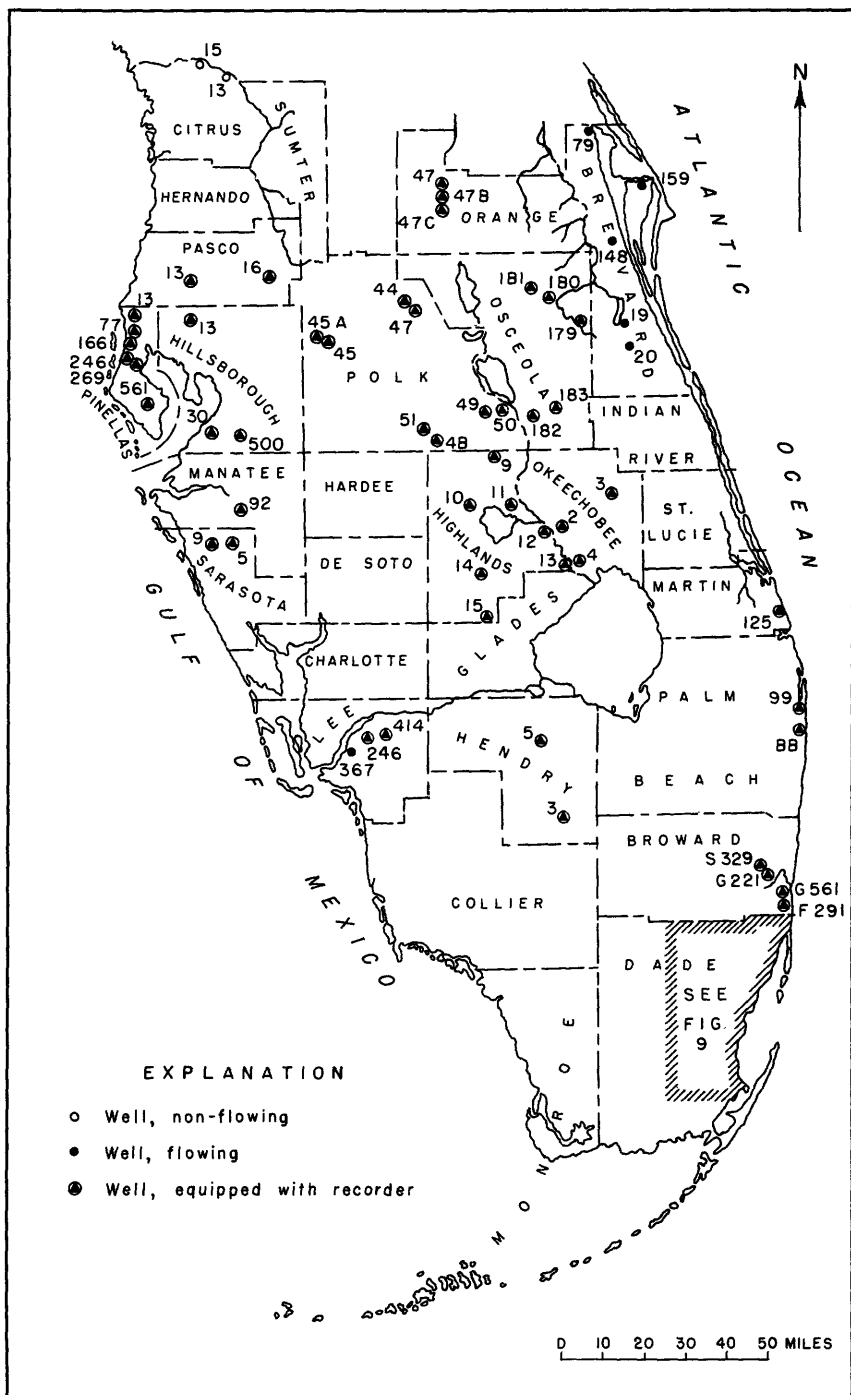 15
13
CITRUS
SUMTER
HERNANDO
PASCO
13
16
N
ATLANTIC
OCEAN
79
159
BREVARD
148
19
20
47
47B
47C
ORANGE
44
47
181
180
179
OSCEOLA
13
77
166
246
269
561
PINELLAS
13
HILLSBOROUGH
30
500
45A
45
POLK
49
50
183
182
51
48
INDIAN
RIVER
MANATEE
92
HARDEE
9
10
11
HIGHLANDS
12
2
OKEECHOBEE
3
13
4
14
15
ST.
LUCIE
MARTIN
125
9
5
SARASOTA
DE SOTO
CHARLOTTE
GLADES
GULF
OF
MEXICO
LEE
414
246
367
HENDRY
5
3
PALM
99
88
BEACH
BROWARD
S 329
G 221
G 561
F 291
COLLIER
DADE
SEE
FIG.
9
MONROE
EXPLANATION
Well, non-flowing
Well, flowing
Well, equipped with recorder
0 10 20 30 40 50 MILES